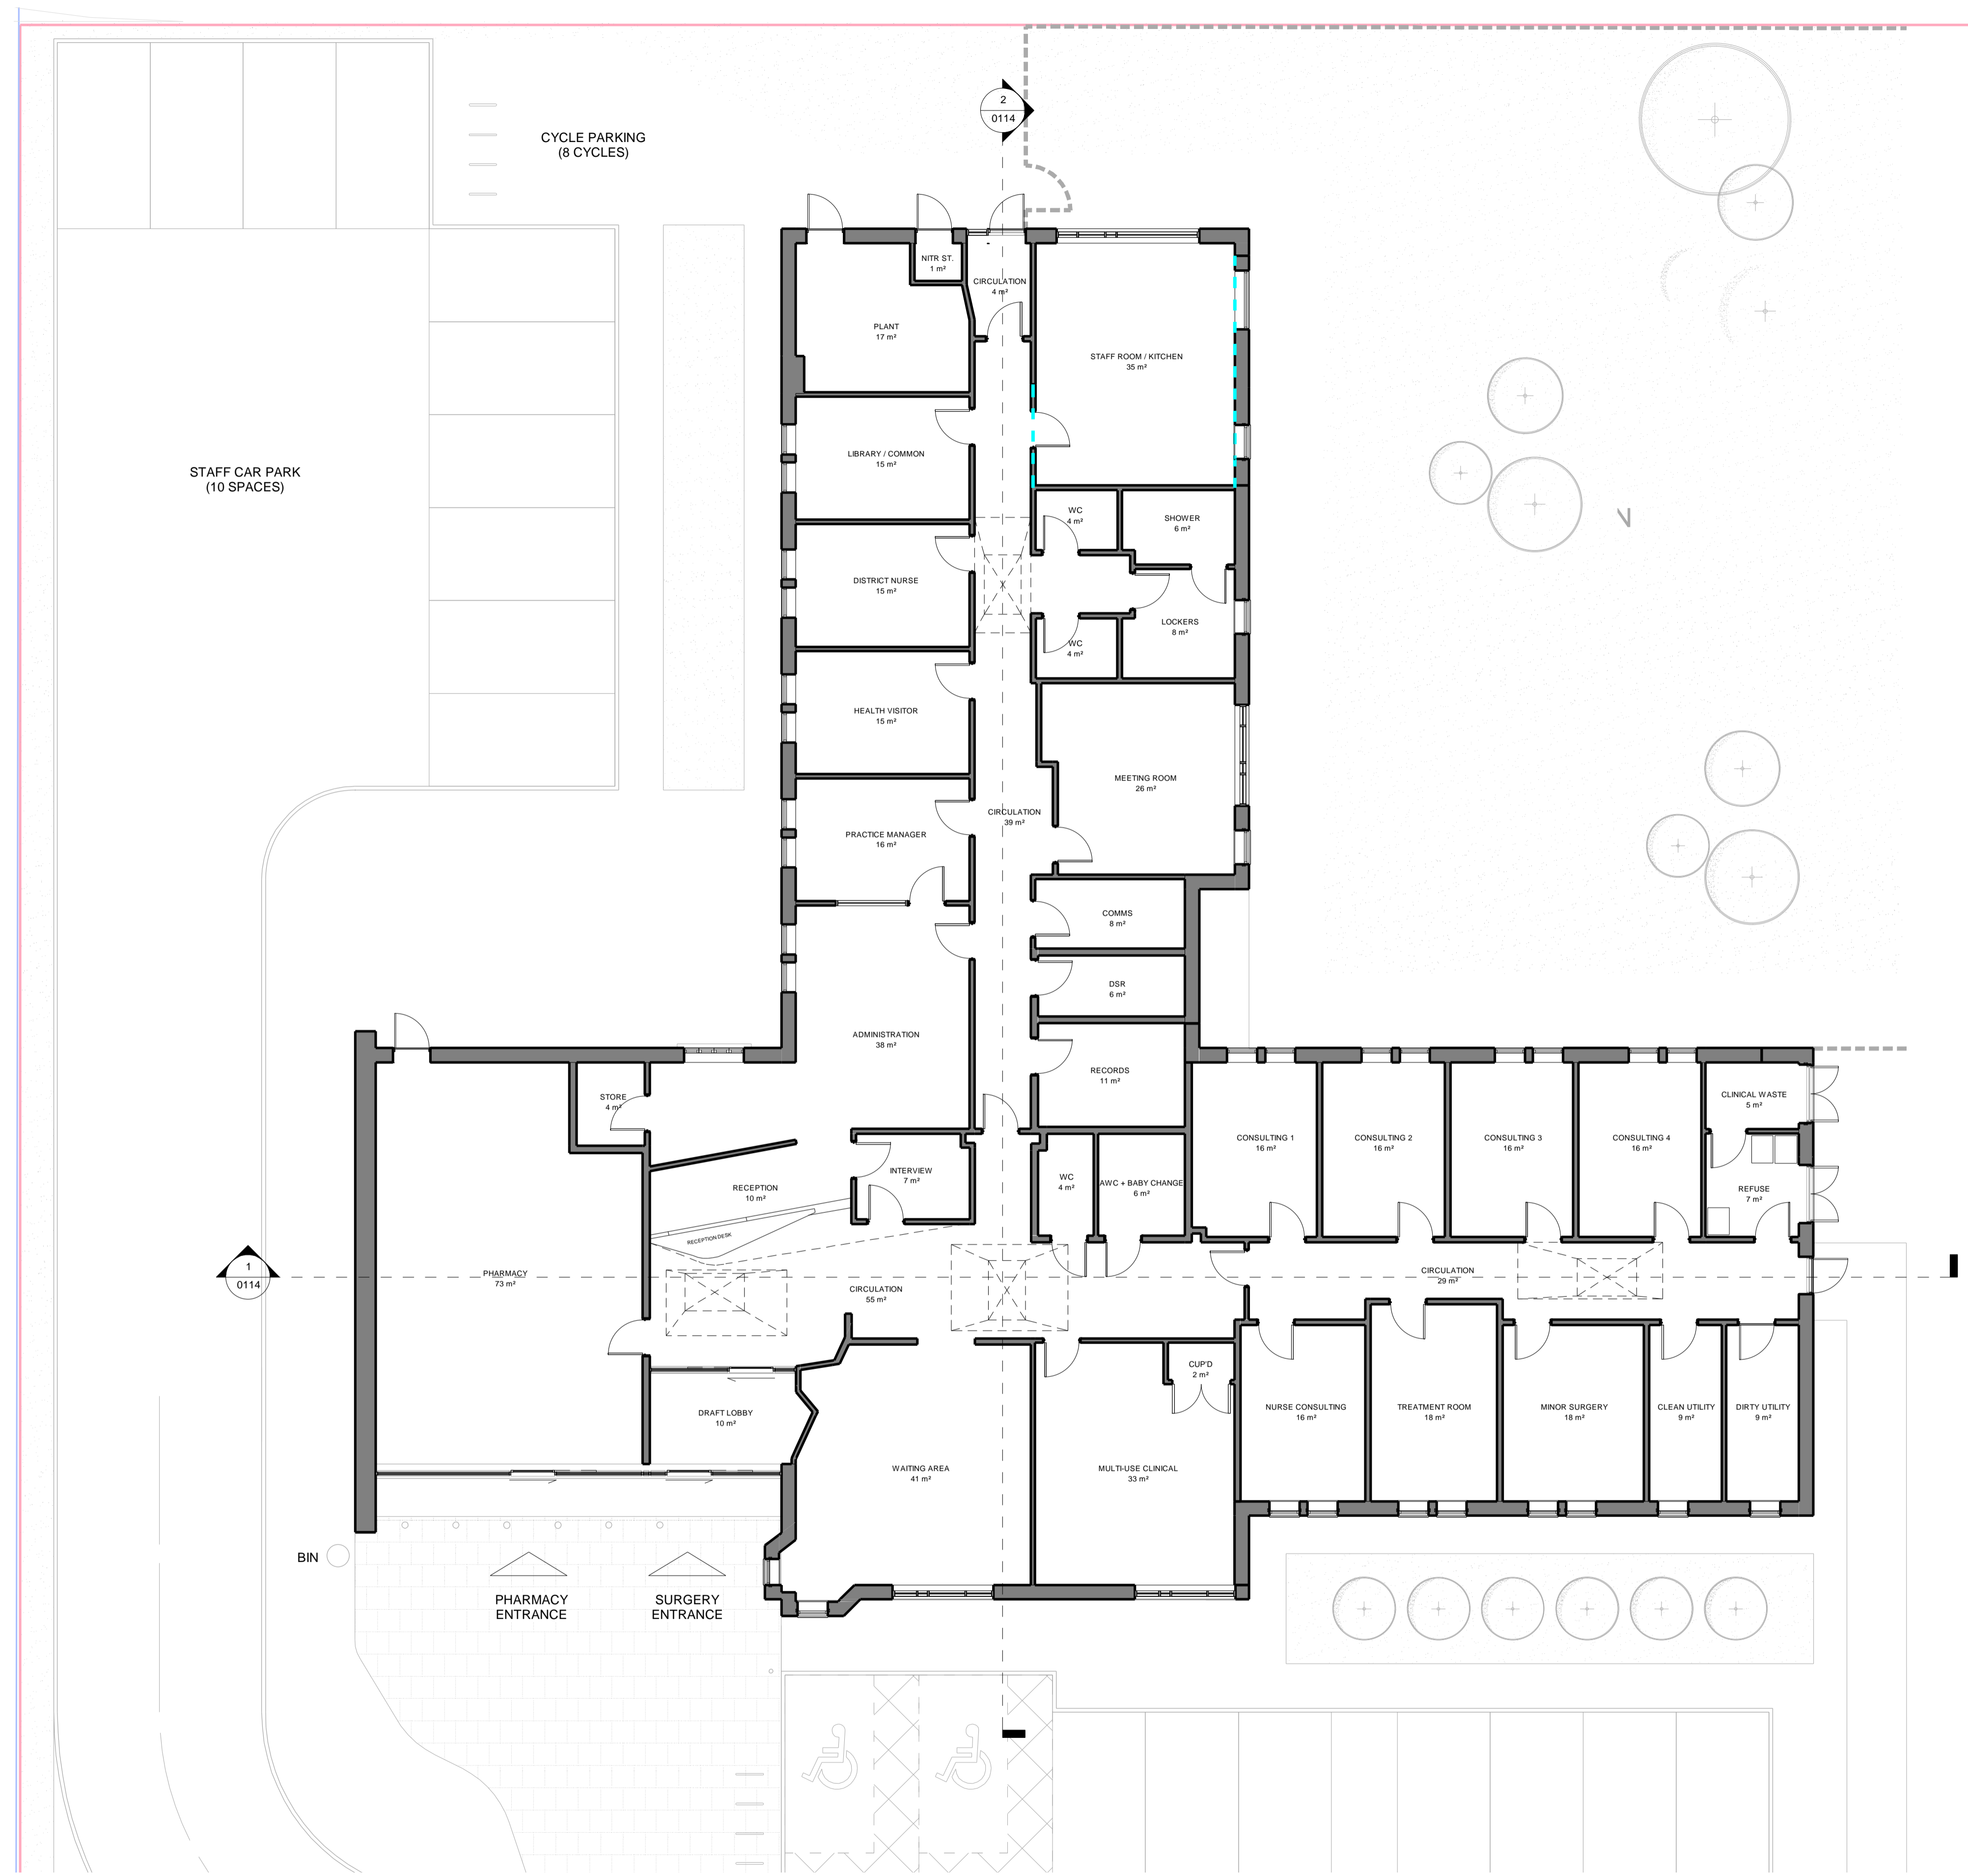 2
0114
CYCLE PARKING
(8 CYCLES)
NITR ST.
1 m²
CIRCULATION
4 m²
PLANT
17 m²
STAFF ROOM / KITCHEN
35 m²
LIBRARY / COMMON
15 m²
STAFF CAR PARK
(10 SPACES)
WC
4 m²
SHOWER
6 m²
DISTRICT NURSE
15 m²
LOCKERS
8 m²
WC
4 m²
HEALTH VISITOR
15 m²
MEETING ROOM
26 m²
CIRCULATION
39 m²
PRACTICE MANAGER
16 m²
COMMS
8 m²
DSR
6 m²
ADMINISTRATION
38 m²
RECORDS
11 m²
STORE
4 m²
CLINICAL WASTE
5 m²
CONSULTING 1
16 m²
CONSULTING 2
16 m²
CONSULTING 3
16 m²
CONSULTING 4
16 m²
INTERVIEW
7 m²
WC
4 m²
AWC + BABY CHANGE
6 m²
RECEPTION
10 m²
REFUSE
7 m²
RECEPTION DESK
1
0114
PHARMACY
73 m²
CIRCULATION
55 m²
CIRCULATION
29 m²
CUP'D
2 m²
DRAFT LOBBY
10 m²
NURSE CONSULTING
16 m²
TREATMENT ROOM
18 m²
MINOR SURGERY
18 m²
CLEAN UTILITY
9 m²
DIRTY UTILITY
9 m²
WAITING AREA
41 m²
MULTI-USE CLINICAL
33 m²
BIN
PHARMACY
ENTRANCE
SURGERY
ENTRANCE